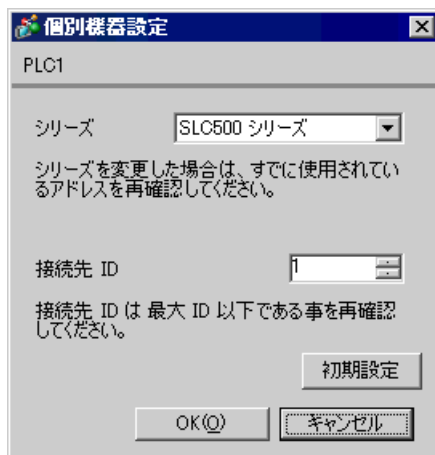 個別機器設定
PLC1
シリーズ
SLC500 シリーズ
シリーズを変更した場合は、すでに使用されてい
るアドレスを再確認してください。
接続先 ID
1
接続先 ID は 最大 ID 以下である事を再確認
してください。
初期設定
OK(O)
キャンセル